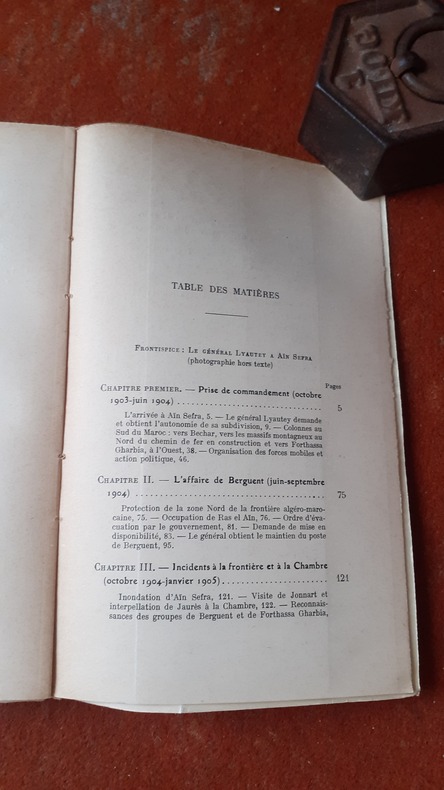 TABLE DES MATIÈRES
FRONTISPICE : LE GÉNÉRAL LYAUTEY A AÏN SEFRA
(photographie hors texte)
Pages
CHAPITRE PREMIER. — Prise de commandement (octobre
1903-juin 1904) . . . . . . . . . . . . . . . . . . . . . . . . . . . . 5
L'arrivée à Aïn Sefra, 5. — Le général Lyautey demande
et obtient l'autonomie de sa subdivision, 9. — Colonnes au
Sud du Maroc : vers Bechar, vers les massifs montagneux au
Nord du chemin de fer en construction et vers Forthassa
Gharbia, à l'Ouest, 38. — Organisation des forces mobiles et
action politique, 46.
CHAPITRE II. — L'affaire de Berguent (juin-septembre
1904) . . . . . . . . . . . . . . . . . . . . . . . . . . . . . . . . . . . 75
Protection de la zone Nord de la frontière algéro-maro-
caine, 75. — Occupation de Ras el Aïn, 76. — Ordre d'éva-
cuation par le gouvernement, 81. — Demande de mise en
disponibilité, 83. — Le général obtient le maintien du poste
de Berguent, 95.
CHAPITRE III. — Incidents à la frontière et à la Chambre
(octobre 1904-janvier 1905) . . . . . . . . . . . . . . . . . . . . 121
Inondation d'Aïn Sefra, 121. — Visite de Jonnart et
interpellation de Jaurès à la Chambre, 122. — Reconnais-
sances des groupes de Berguent et de Forthassa Gharbia,